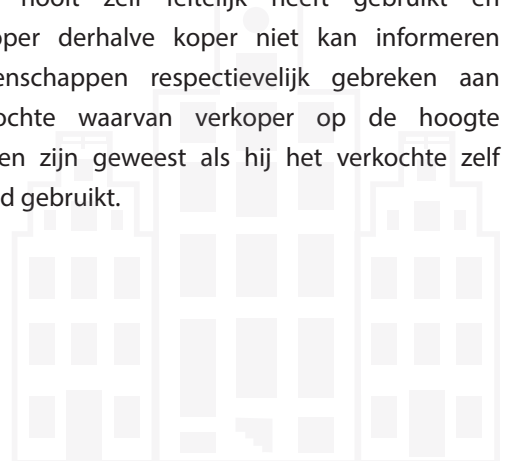 nooit zelf feitelijk heeft gebruikt en
oper derhalve koper niet kan informeren
enschappen respectievelijk gebreken aan
ochte waarvan verkoper op de hoogte
en zijn geweest als hij het verkochte zelf
d gebruikt.